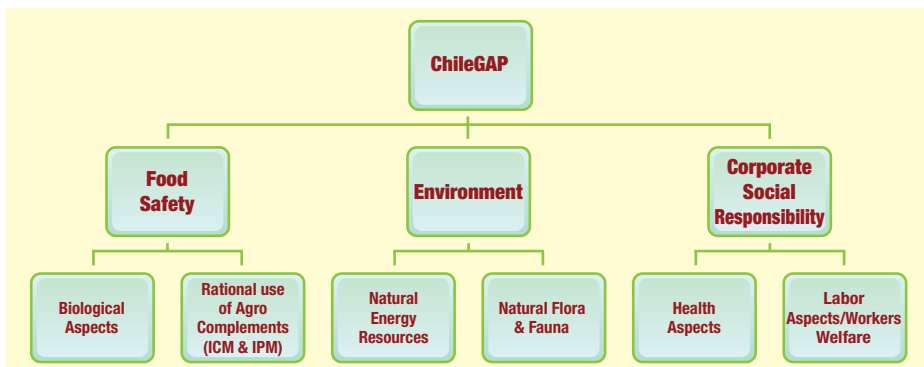 ChileGAP
Food
Safety
Environment
Corporate
Social
Responsibility
Biological
Aspects
Rational use
of Agro
Complements
(ICM & IPM)
Natural
Energy
Resources
Natural Flora
& Fauna
Health
Aspects
Labor
Aspects/Workers
Welfare